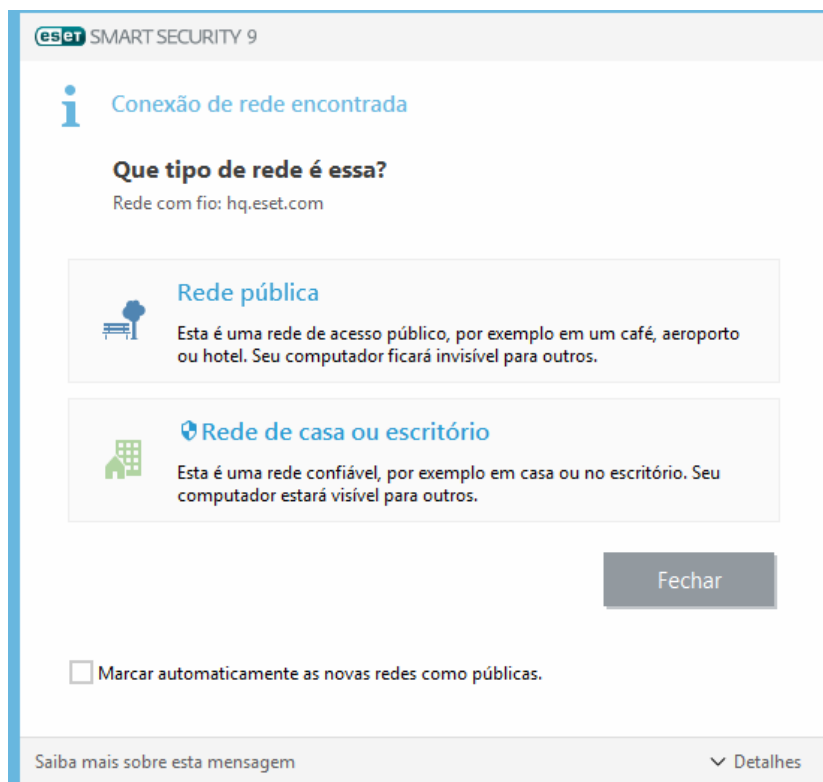 eset SMART SECURITY 9
Conexão de rede encontrada
Que tipo de rede é essa?
Rede com fio: hq.eset.com
Rede pública
Esta é uma rede de acesso público, por exemplo em um café, aeroporto
ou hotel. Seu computador ficará invisível para outros.
Rede de casa ou escritório
Esta é uma rede confiável, por exemplo em casa ou no escritório. Seu
computador estará visível para outros.
Fechar
Marcar automaticamente as novas redes como públicas.
Saiba mais sobre esta mensagem
Detalhes